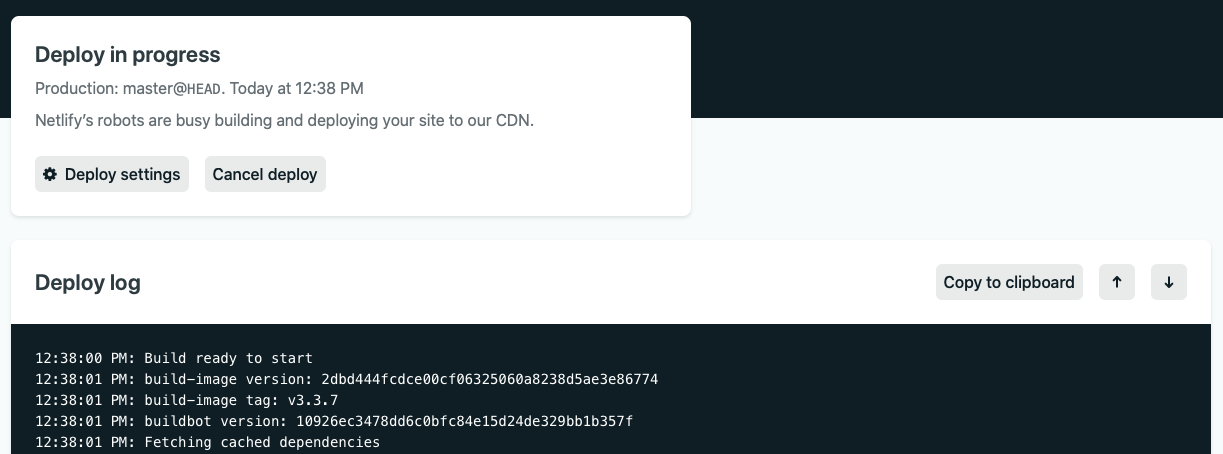 Deploy in progress
Production: master@HEAD. Today at 12:38 PM
Netlify’s robots are busy building and deploying your site to our CDN.
Deploy settings
Cancel deploy
Deploy log
Copy to clipboard
↑
↓
12:38:00 PM: Build ready to start
12:38:01 PM: build-image version: 2dbd444fcdce00cf06325060a8238d5ae3e86774
12:38:01 PM: build-image tag: v3.3.7
12:38:01 PM: buildbot version: 10926ec3478dd6c0bfc84e15d24de329bb1b357f
12:38:01 PM: Fetching cached dependencies